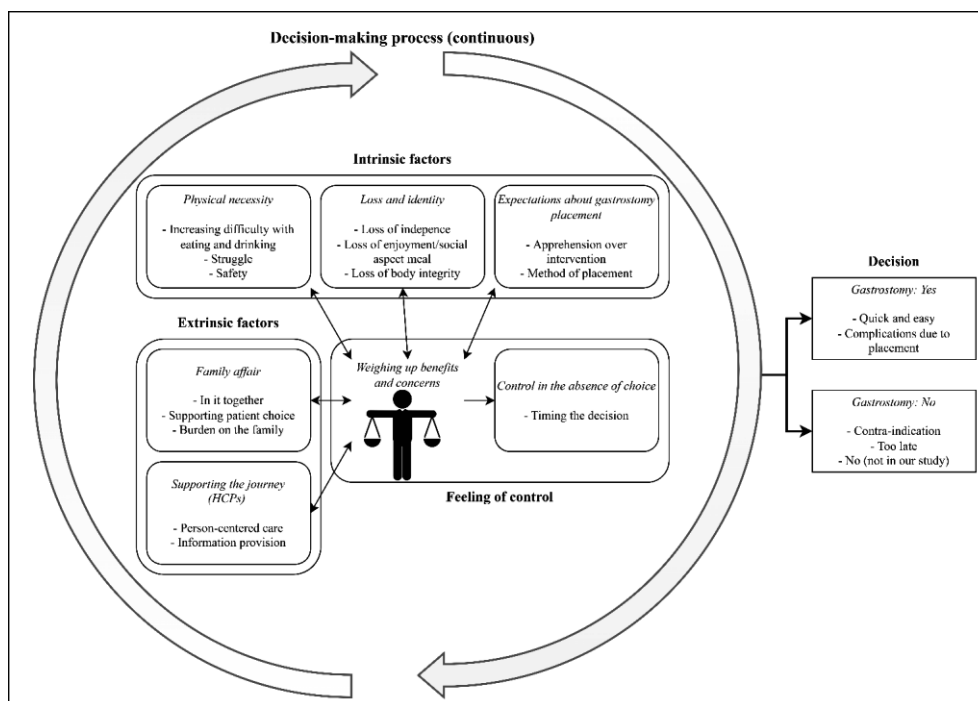 Decision-making process (continuous)
Intrinsic factors
Physical necessity
- Increasing difficulty with
eating and drinking
- Struggle
- Safety
Loss and identity
- Loss of indepence
- Loss of enjoyment/social
aspect meal
- Loss of body integrity
Expectations about gastrostomy
placement
- Apprehension over
intervention
- Method of placement
Extrinsic factors
Family affair
- In it together
- Supporting patient choice
- Burden on the family
Supporting the journey
(HCPs)
- Person-centered care
- Information provision
Weighing up benefits
and concerns
Control in the absence of choice
- Timing the decision
Feeling of control
Decision
Gastrostomy: Yes
- Quick and easy
- Complications due to
placement
Gastrostomy: No
- Contra-indication
- Too late
- No (not in our study)